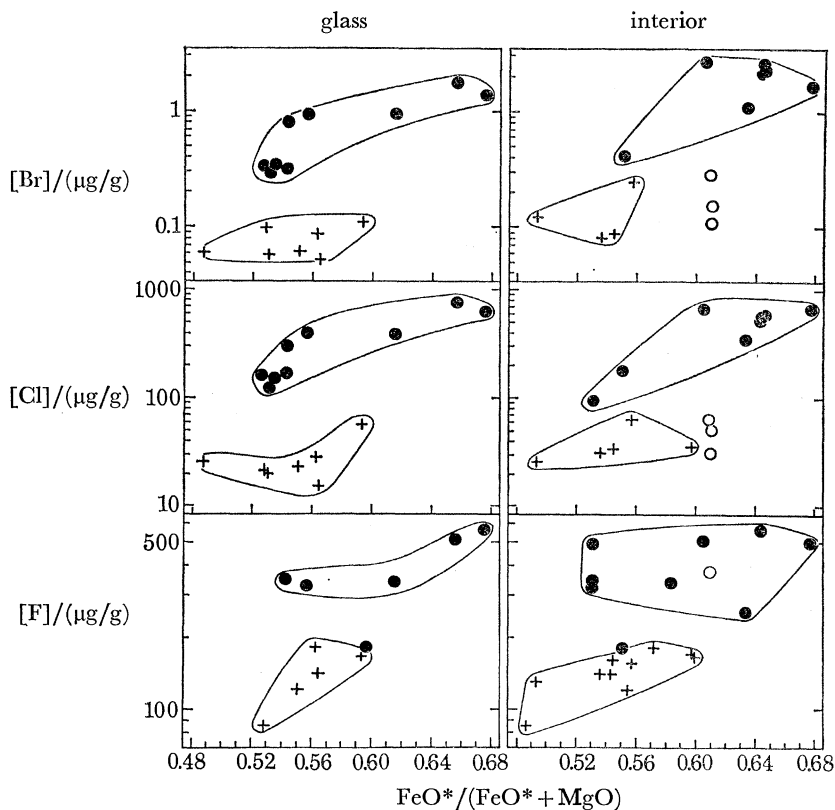 glass interior
1
[Br]/(μg/g)
0.1
1000
[Cl]/(μg/g)
100
10
500
[F]/(μg/g)
100
0.48 0.52 0.56 0.60 0.64 0.68 0.52 0.56 0.60 0.64 0.68
FeO*/(FeO* + MgO)